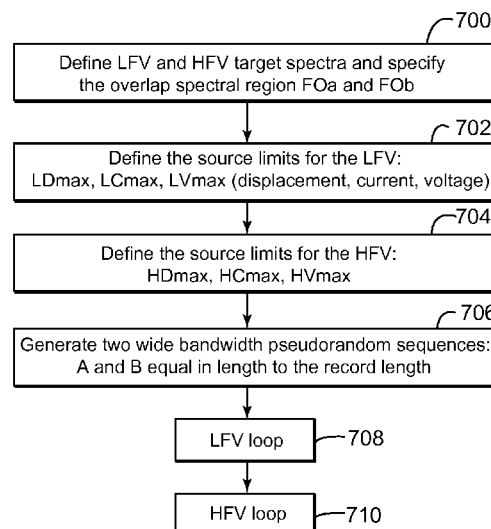 700
Define LFV and HFV target spectra and specify
the overlap spectral region FOa and FOb
702
Define the source limits for the LFV:
LDmax, LCmax, LVmax (displacement, current, voltage)
704
Define the source limits for the HFV:
HDmax, HCmax, HVmax
706
Generate two wide bandwidth pseudorandom sequences:
A and B equal in length to the record length
LFV loop
708
HFV loop
710